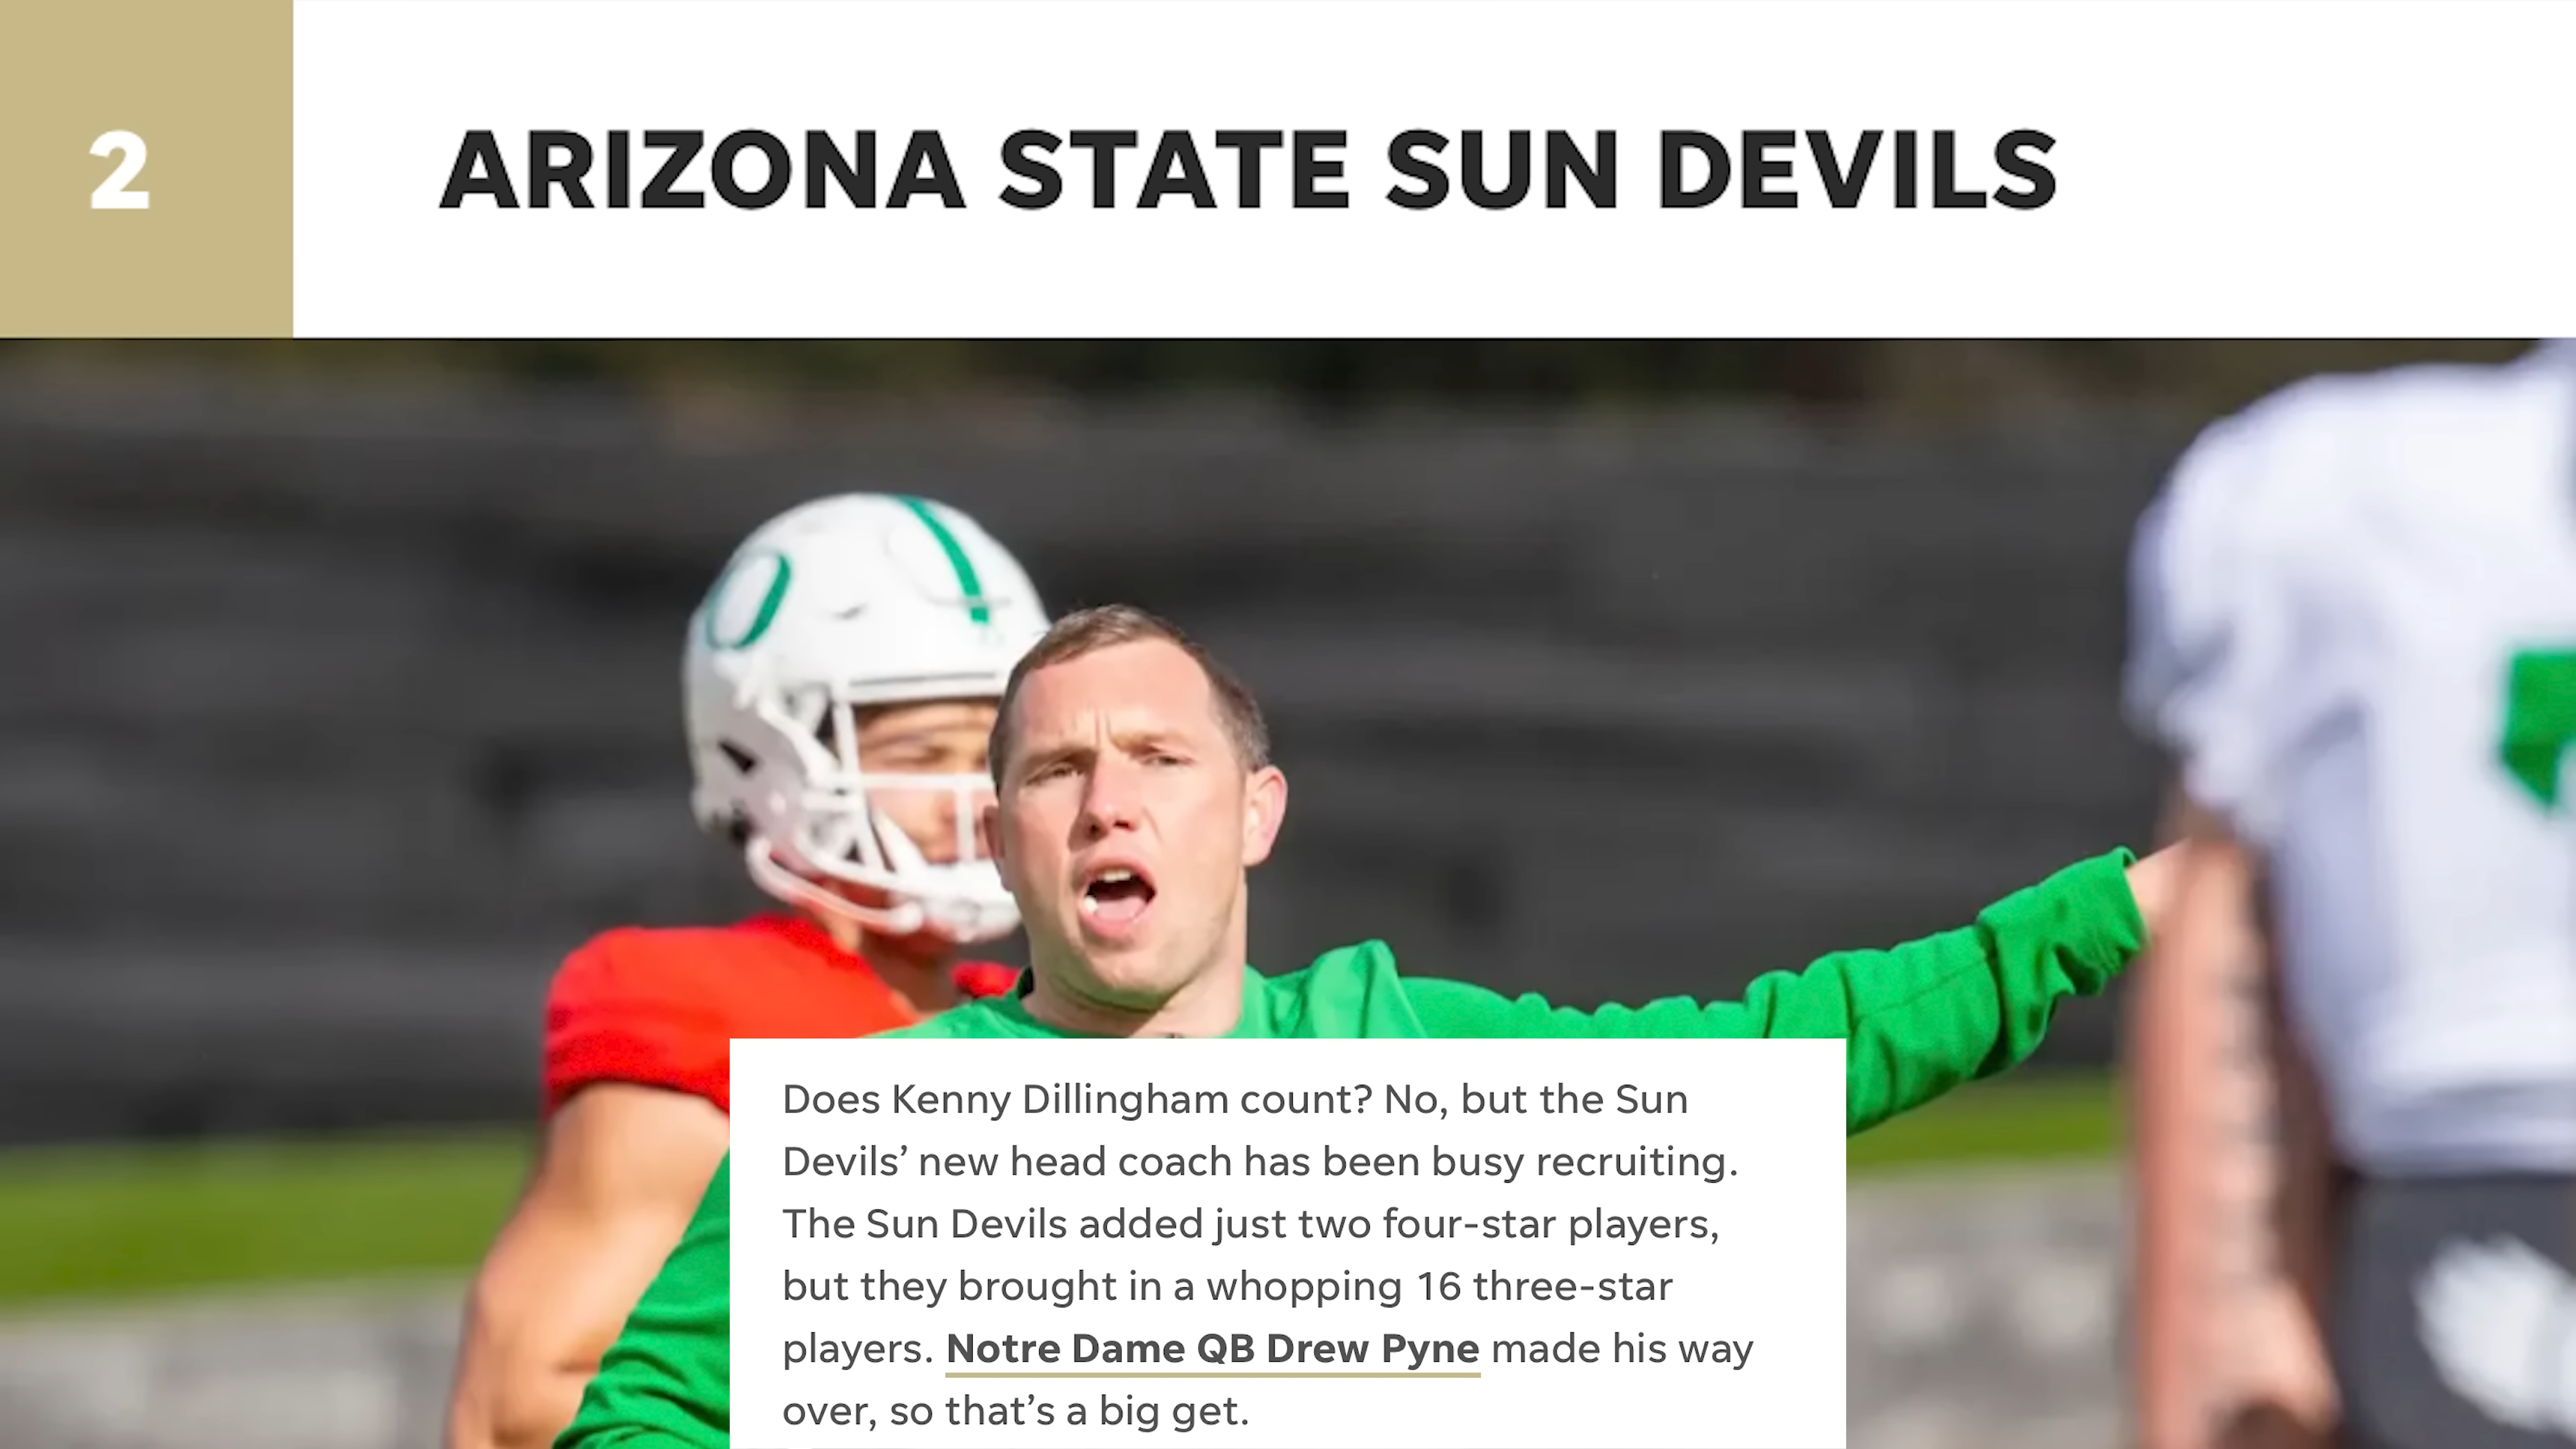 2
ARIZONA STATE SUN DEVILS
O
Does Kenny Dillingham count? No, but the Sun
Devils’ new head coach has been busy recruiting.
The Sun Devils added just two four-star players,
but they brought in a whopping 16 three-star
players. Notre Dame QB Drew Pyne made his way
over, so that’s a big get.